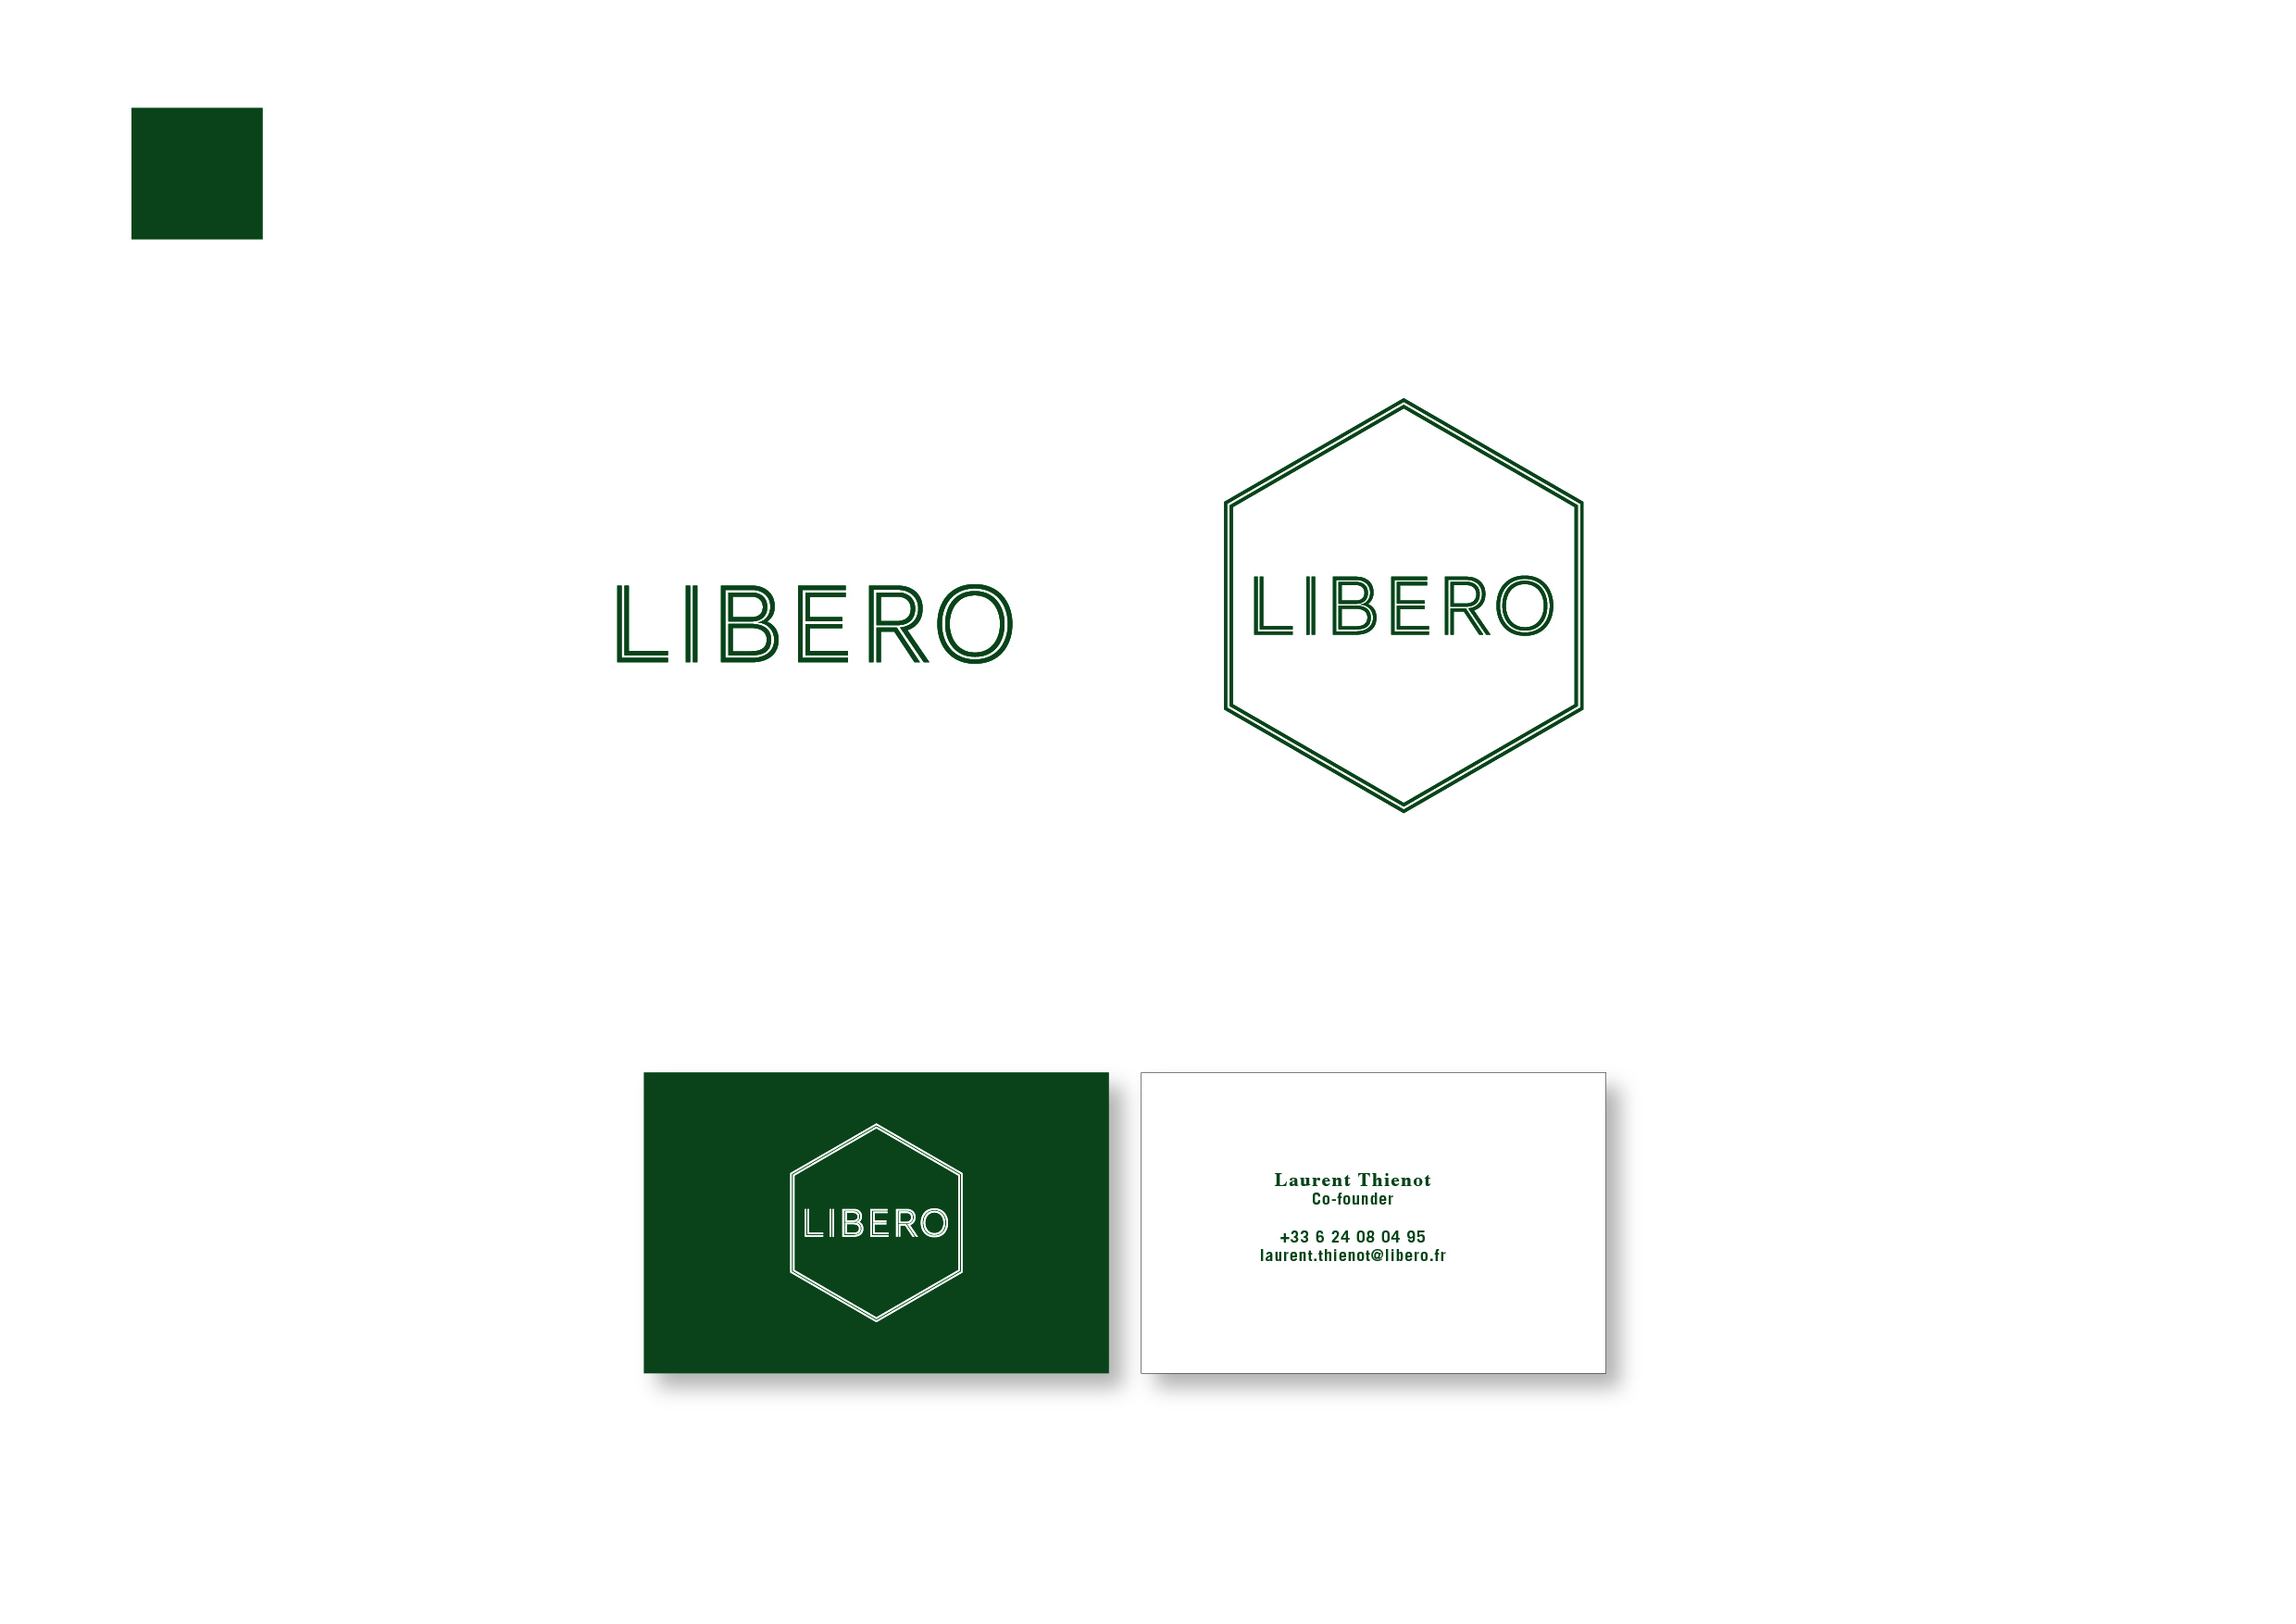 LIBERO
LIBERO
LIBERO
Laurent Thienot
Co-founder
+33 6 24 08 04 95
laurent.thienot@libero.fr